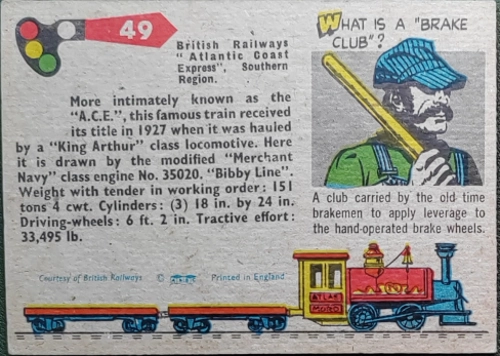 49
British Railways
"Atlantic Coast
Express", Southern
Region.
More intimately known as the
"A.C.E.", this famous train received
its title in 1927 when it was hauled
by a "King Arthur" class locomotive. Here
it is drawn by the modified "Merchant
Navy" class engine No. 35020. "Bibby Line".
Weight with tender in working order: 151
tons 4 cwt. Cylinders: (3) 18 in. by 24 in.
Driving-wheels: 6 ft. 2 in. Tractive effort:
33,495 lb.
WHAT IS A "BRAKE
CLUB"?
A club carried by the old time
brakemen to apply leverage to
the hand-operated brake wheels.
Courtesy of British Railways © Printed in England